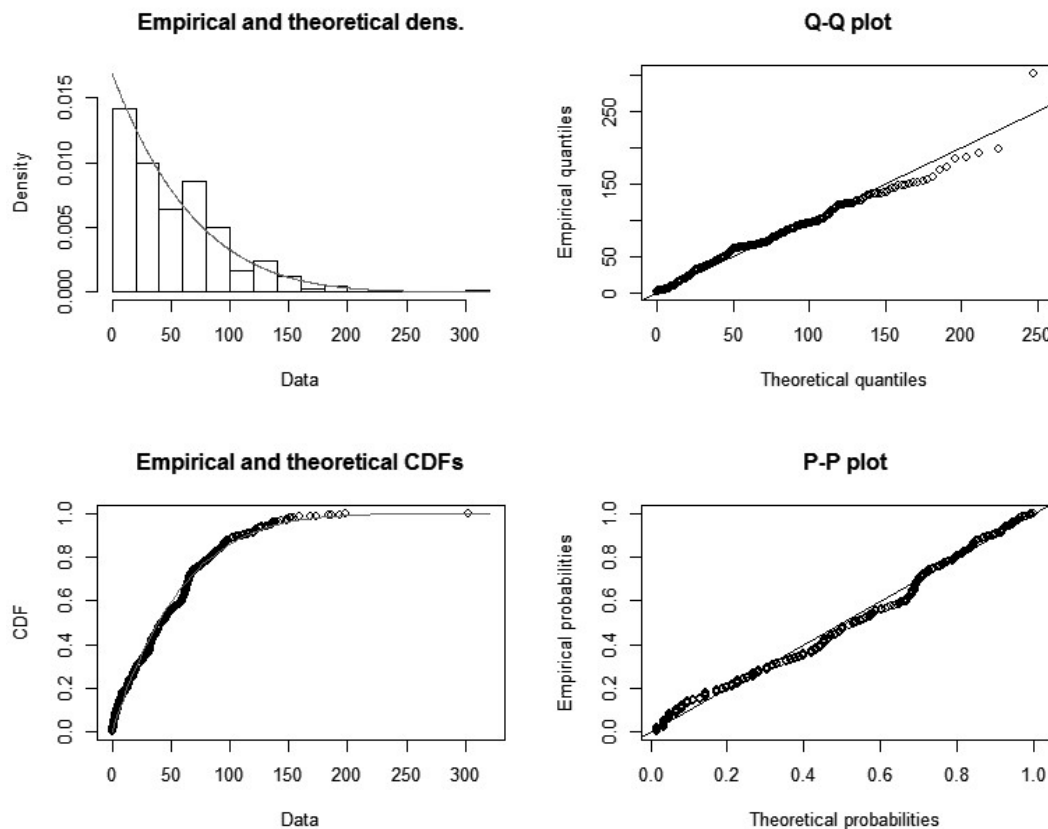 Empirical and theoretical dens.
Density
0.000 0.005 0.010 0.015
0 50 100 150 200 250 300
Data
Q-Q plot
Empirical quantiles
0 50 150 250
0 50 100 150 200 250
Theoretical quantiles
Empirical and theoretical CDFs
CDF
0.0 0.2 0.4 0.6 0.8 1.0
0 50 100 150 200 250 300
Data
P-P plot
Empirical probabilities
0.0 0.2 0.4 0.6 0.8 1.0
0.0 0.2 0.4 0.6 0.8 1.0
Theoretical probabilities